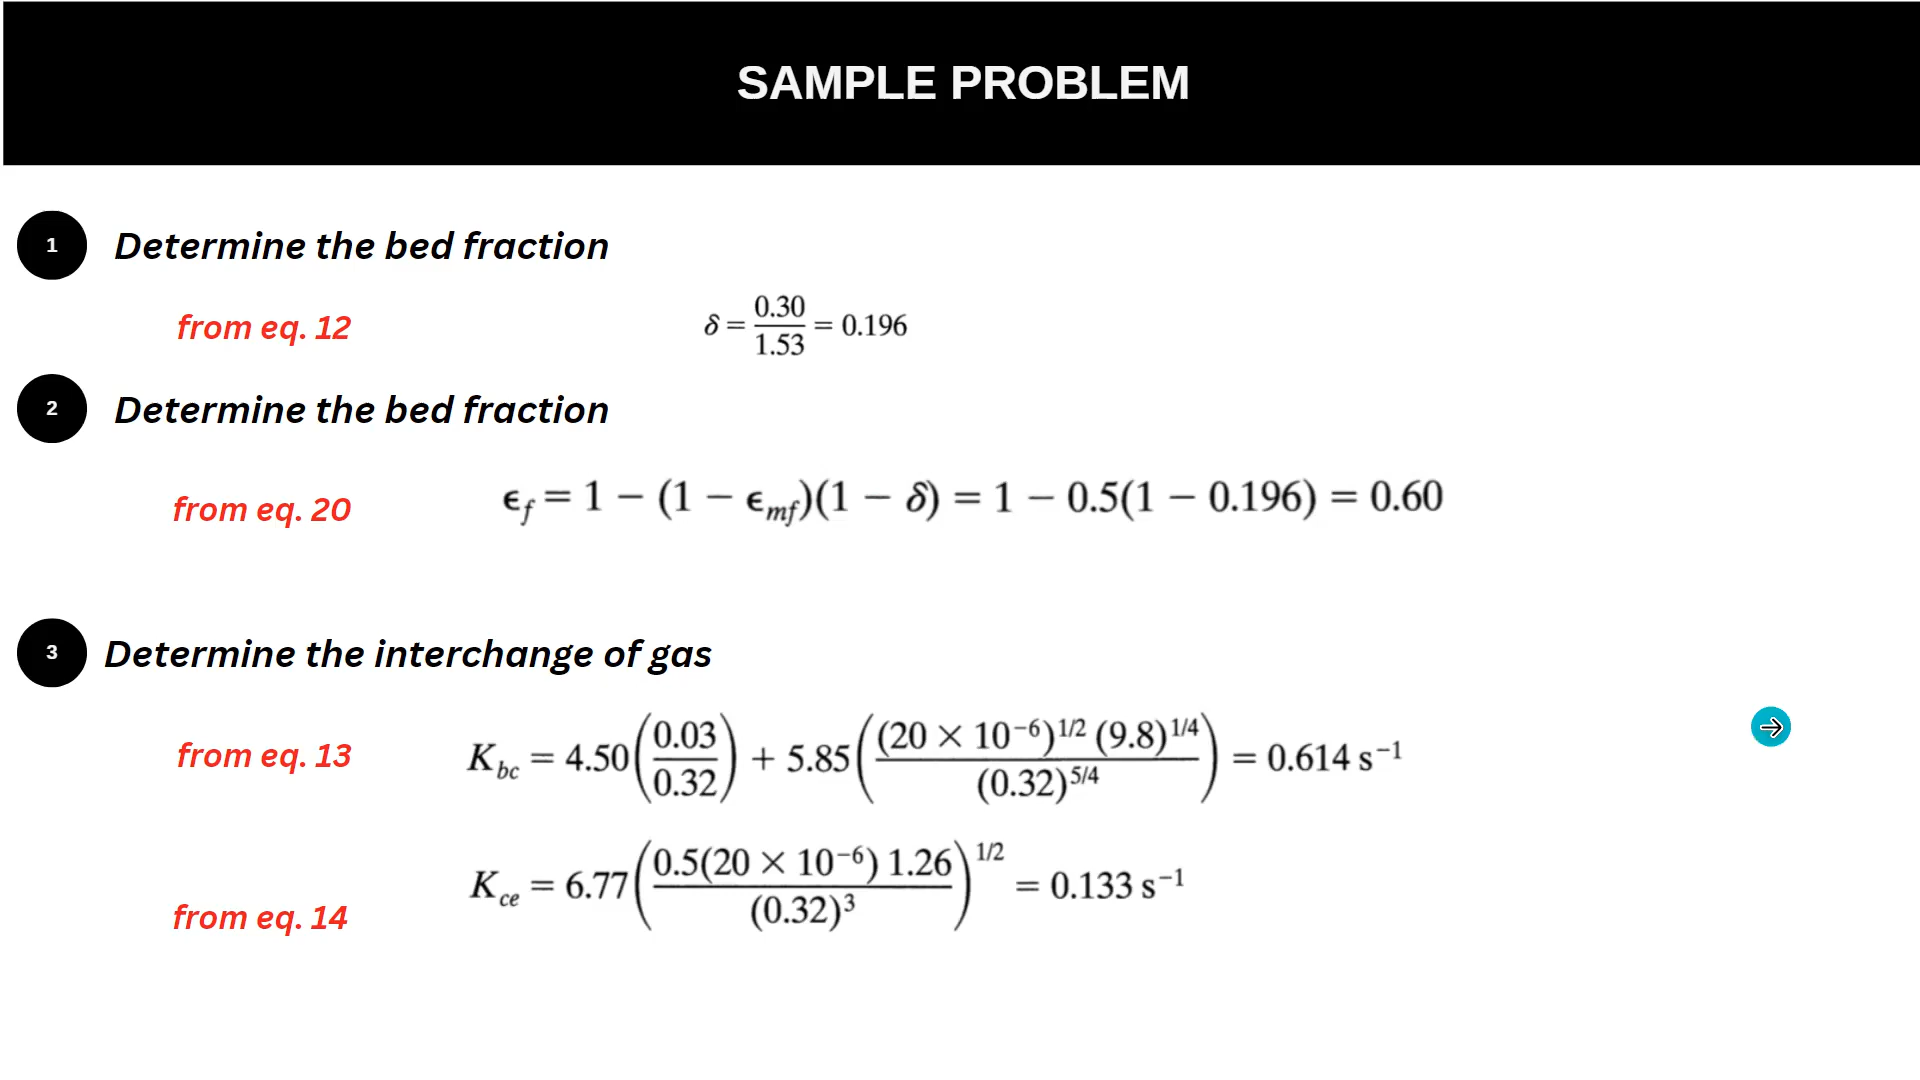 SAMPLE PROBLEM
1 Determine the bed fraction
from eq. 12 δ = 0.30/1.53 = 0.196
2 Determine the bed fraction
from eq. 20 ϵ_f = 1 − (1 − ϵ_mf)(1 − δ) = 1 − 0.5(1 − 0.196) = 0.60
3 Determine the interchange of gas
from eq. 13 K_bc = 4.50(0.03/0.32) + 5.85((20 × 10⁻⁶)^1/2 (9.8)^1/4/(0.32)^5/4) = 0.614 s⁻¹
from eq. 14 K_ce = 6.77(0.5(20 × 10⁻⁶) 1.26/(0.32)³)^1/2 = 0.133 s⁻¹